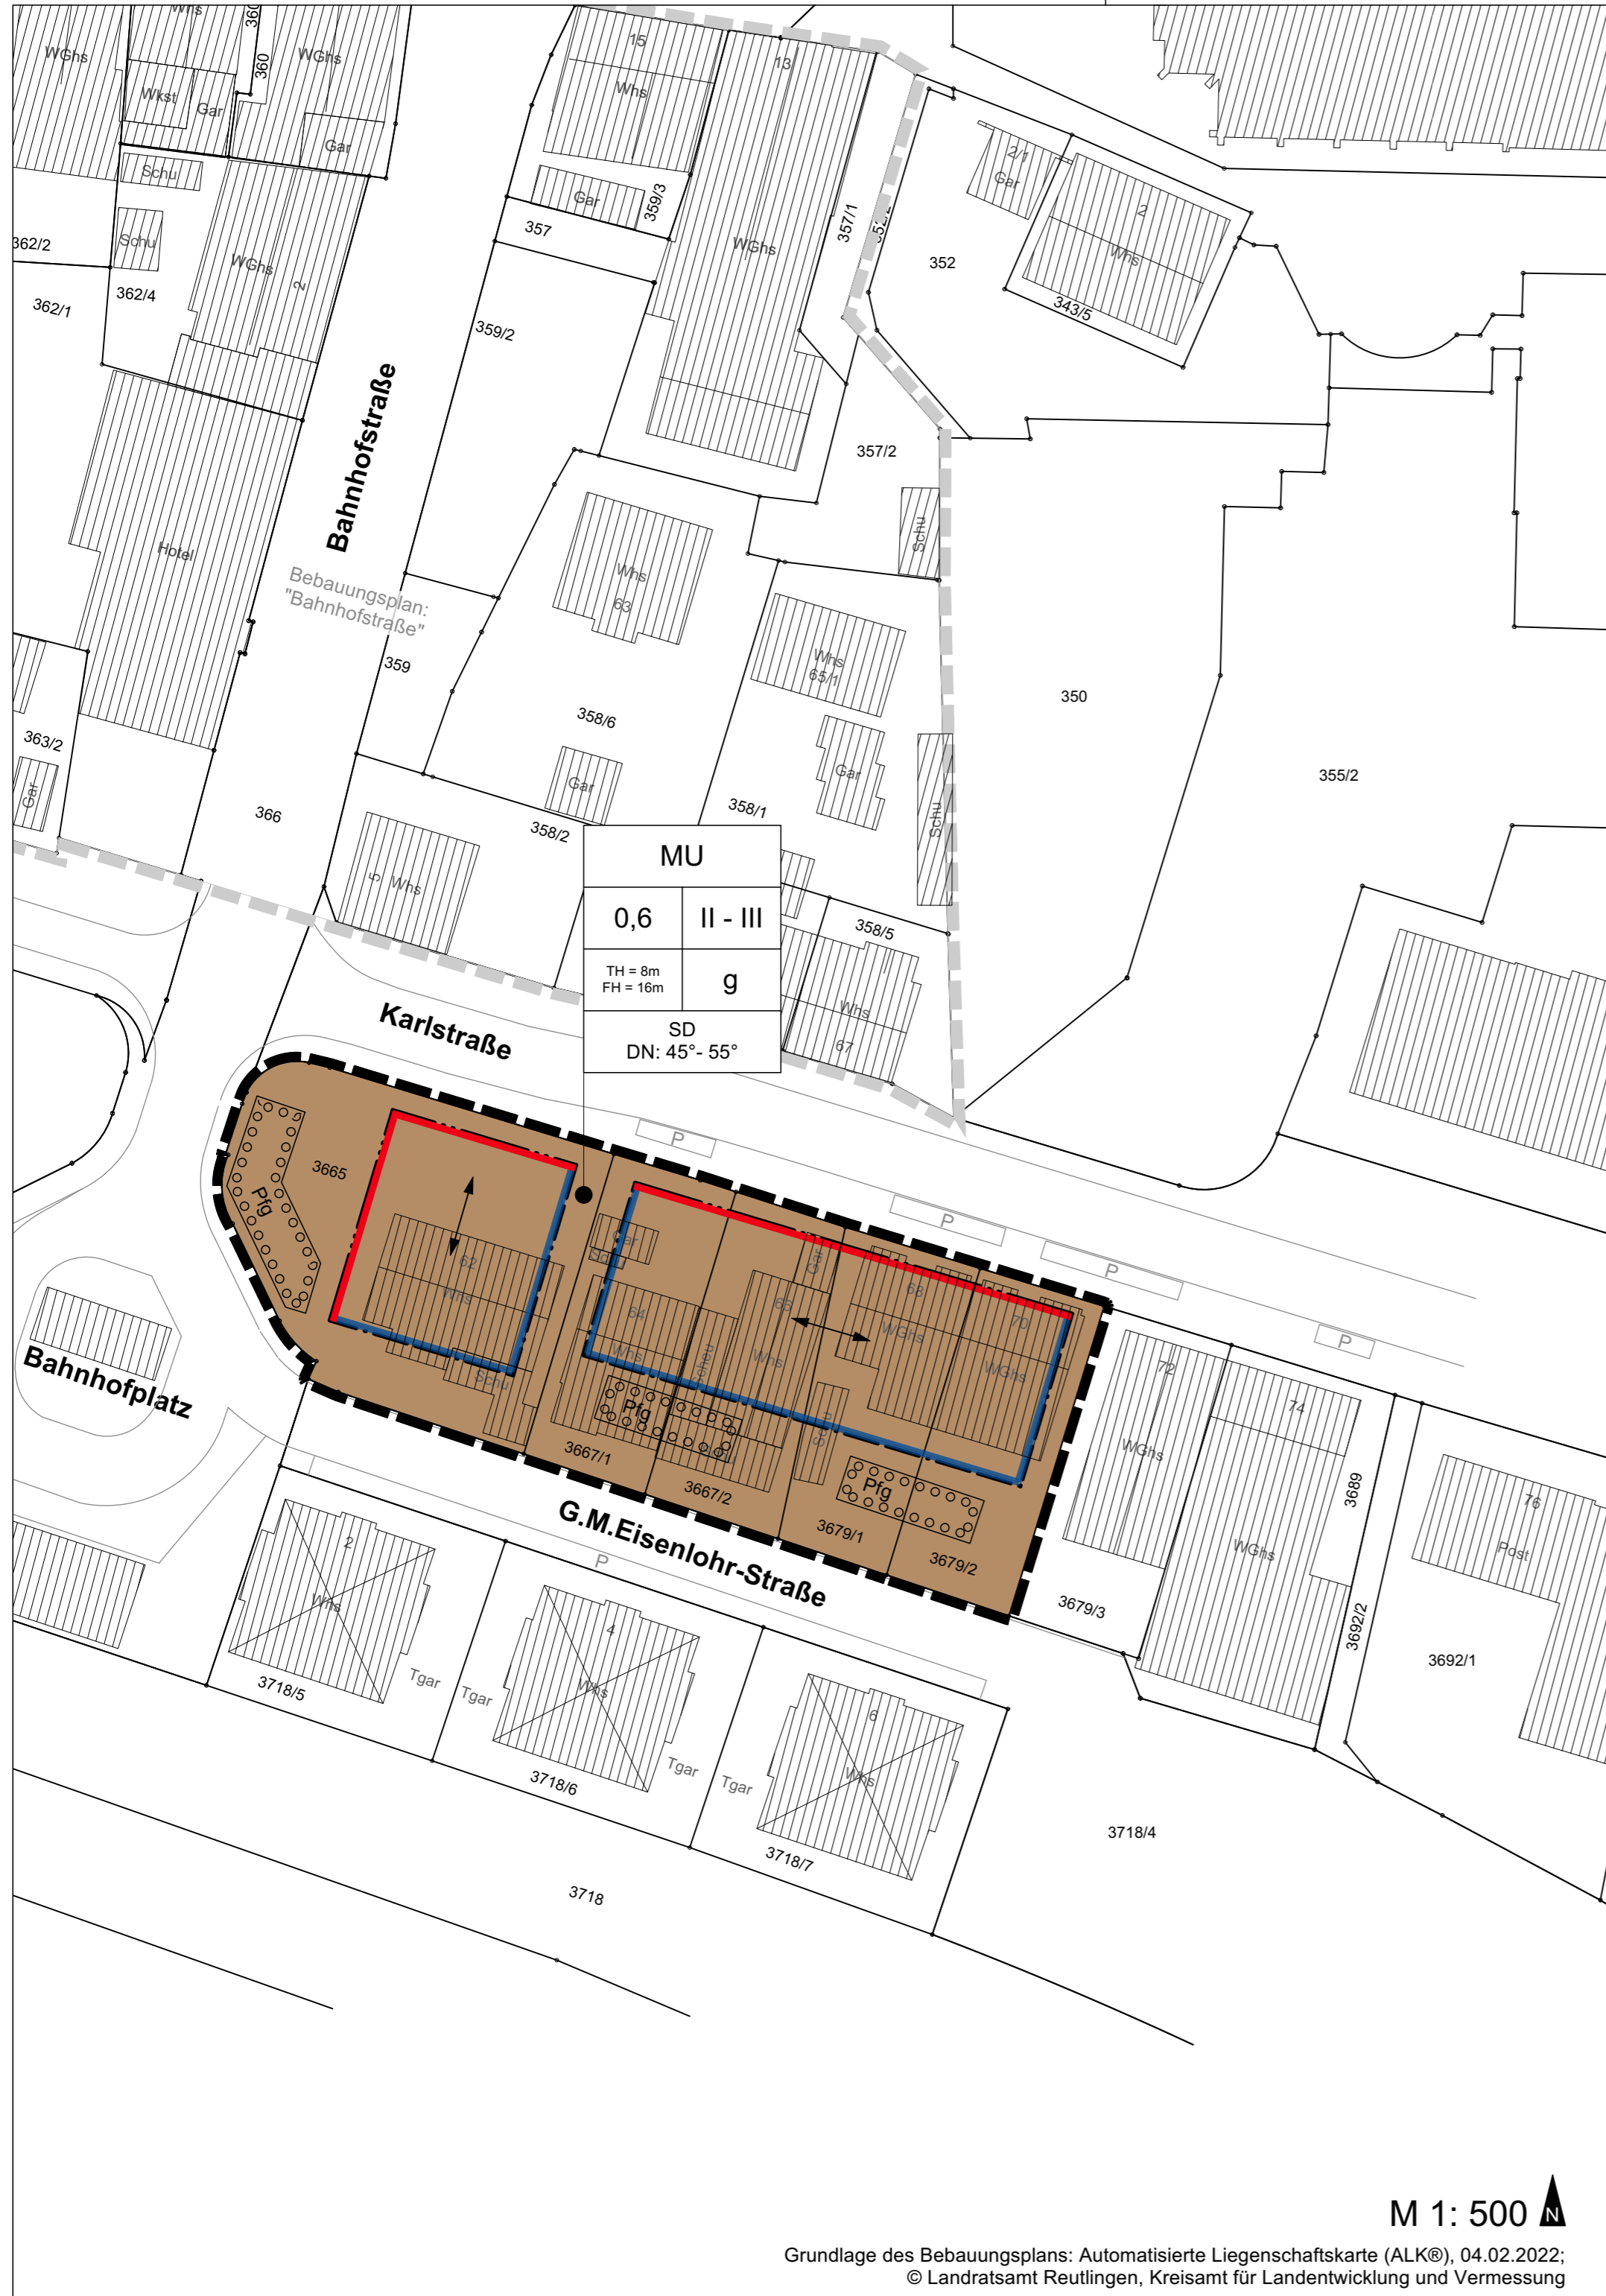 WGhs
Whs
360
360
WGhs
Wkst
Gar
Gar
Schu
Schu
362/2
362/1
362/4
WGhs
2
15
Whs
13
Gar
359/3
357
WGhs
357/1
352
2/1
Gar
2
Whs
343/5
359/2
Bahnhofstraße
357/2
Schu
Hotel
Bebauungsplan:
"Bahnhofstraße"
Whs
63
359
Whs
65/1
350
358/6
363/2
Gar
Gar
Gar
355/2
366
358/2
358/1
Schu
5
Whs
MU
0,6
II - III
TH = 8m
FH = 16m
g
SD
DN: 45°- 55°
358/5
Whs
67
Karlstraße
P
P
P
P
3665
Pfg
62
Whs
Schu
Gar
Schu
64
Whs
Scheu
66
Whs
Gar
68
WGhs
70
WGhs
Pfg
Pfg
3667/1
3667/2
3679/1
3679/2
72
WGhs
74
WGhs
3689
3692/2
76
Post
3692/1
3679/3
Bahnhofplatz
G.M.Eisenlohr-Straße
P
2
Whs
Tgar
3718/5
Tgar
4
Whs
Tgar
3718/6
Tgar
6
Whs
3718/7
3718/4
3718
M 1: 500
N
Grundlage des Bebauungsplans: Automatisierte Liegenschaftskarte (ALK®), 04.02.2022;
© Landratsamt Reutlingen, Kreisamt für Landentwicklung und Vermessung